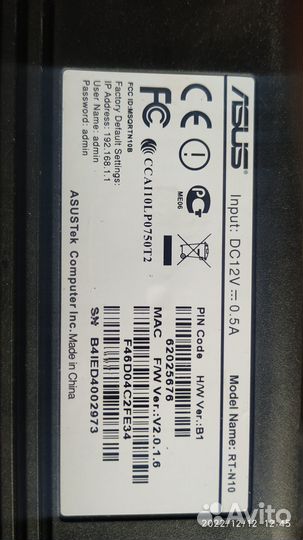 ASUS
Input: DC12V⎓0.5A
Model Name: RT-N10
ME06
PIN Code H/W Ver.:B1
62025676
MAC F/W Ver.:V2.0.1.6
F46D04C2FE34
SN B4IED4002973
CCAI10LP0750T2
FCC ID:MSQRTN10B
Factory Default Settings:
IP Address: 192.168.1.1
User Name: admin
Password: admin
ASUSTek Computer Inc. Made in China
2022/12/12 12:45
Avito